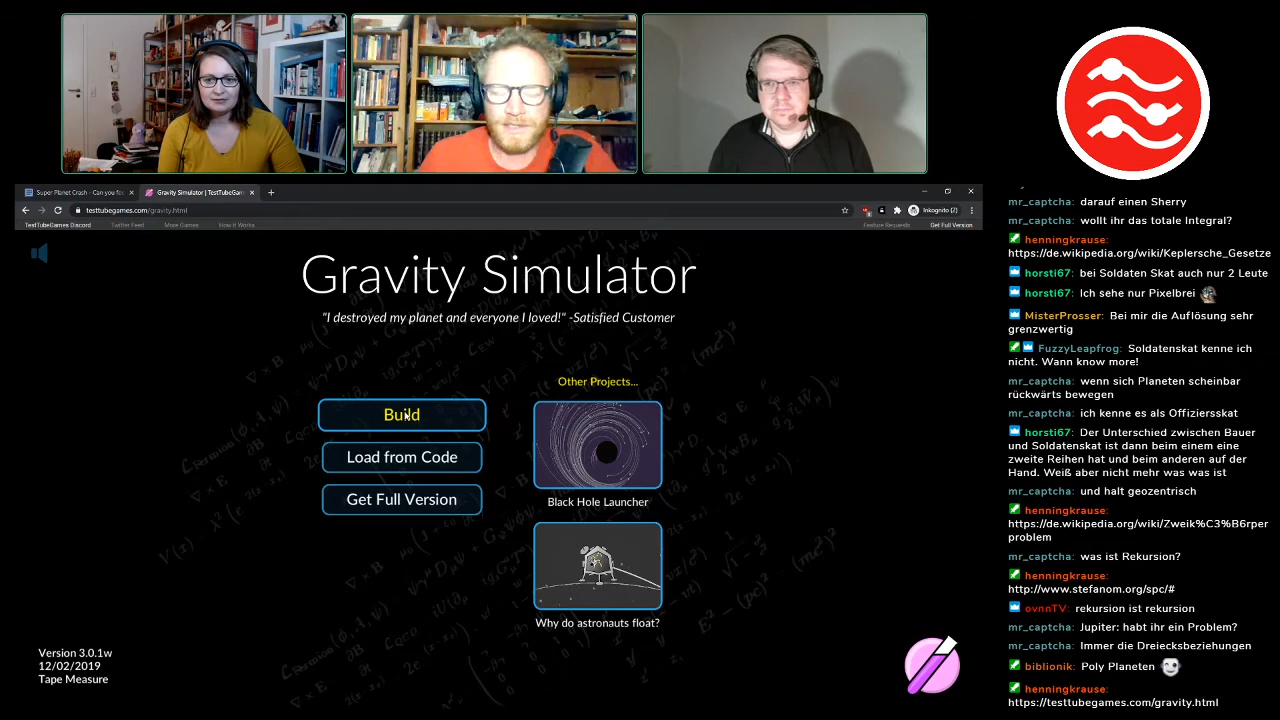 Super Planet Crash - Can you fee
Gravity Simulator | TestTubeGam
testtubegames.com/gravity.html
Inkognito (2)
TestTubeGames Discord
Twitter Feed
More Games
How it Works
Feature Requests
Get Full Version
Gravity Simulator
"I destroyed my planet and everyone I loved!" -Satisfied Customer
Other Projects...
Build
Load from Code
Get Full Version
Black Hole Launcher
Why do astronauts float?
Version 3.0.1w
12/02/2019
Tape Measure
mr_captcha: darauf einen Sherry
mr_captcha: wollt ihr das totale Integral?
henningkrause:
https://de.wikipedia.org/wiki/Keplersche_Gesetze
horsti67: bei Soldaten Skat auch nur 2 Leute
horsti67: Ich sehe nur Pixelbrei
MisterProsser: Bei mir die Auflösung sehr
grenzwertig
FuzzyLeapfrog: Soldatenskat kenne ich
nicht. Wann know more!
mr_captcha: wenn sich Planeten scheinbar
rückwärts bewegen
mr_captcha: ich kenne es als Offiziersskat
horsti67: Der Unterschied zwischen Bauer
und Soldatenskat ist dann beim einem eine
zweite Reihen hat und beim anderen auf der
Hand. Weiß aber nicht mehr was was ist
mr_captcha: und halt geozentrisch
henningkrause:
https://de.wikipedia.org/wiki/Zweik%C3%B6rper
problem
mr_captcha: was ist Rekursion?
henningkrause:
http://www.stefanom.org/spc/#
ovnnTV: rekursion ist rekursion
mr_captcha: Jupiter: habt ihr ein Problem?
mr_captcha: Immer die Dreiecksbeziehungen
biblionik: Poly Planeten
henningkrause:
https://testtubegames.com/gravity.html